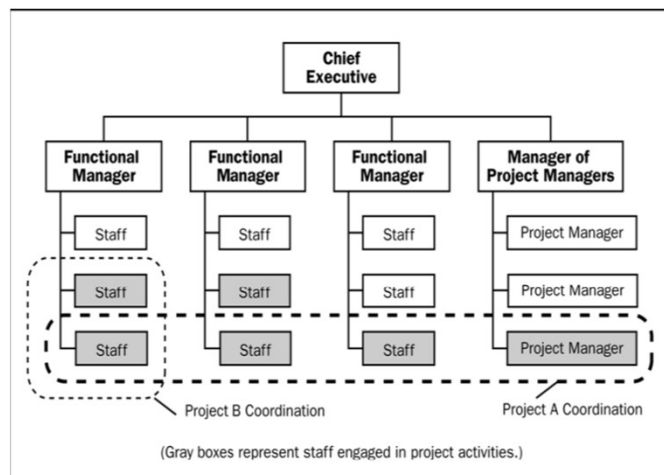 Chief
Executive
Functional
Manager
Functional
Manager
Functional
Manager
Manager of
Project Managers
Staff
Staff
Staff
Project Manager
Staff
Staff
Staff
Project Manager
Staff
Staff
Staff
Project Manager
Project B Coordination
Project A Coordination
(Gray boxes represent staff engaged in project activities.)